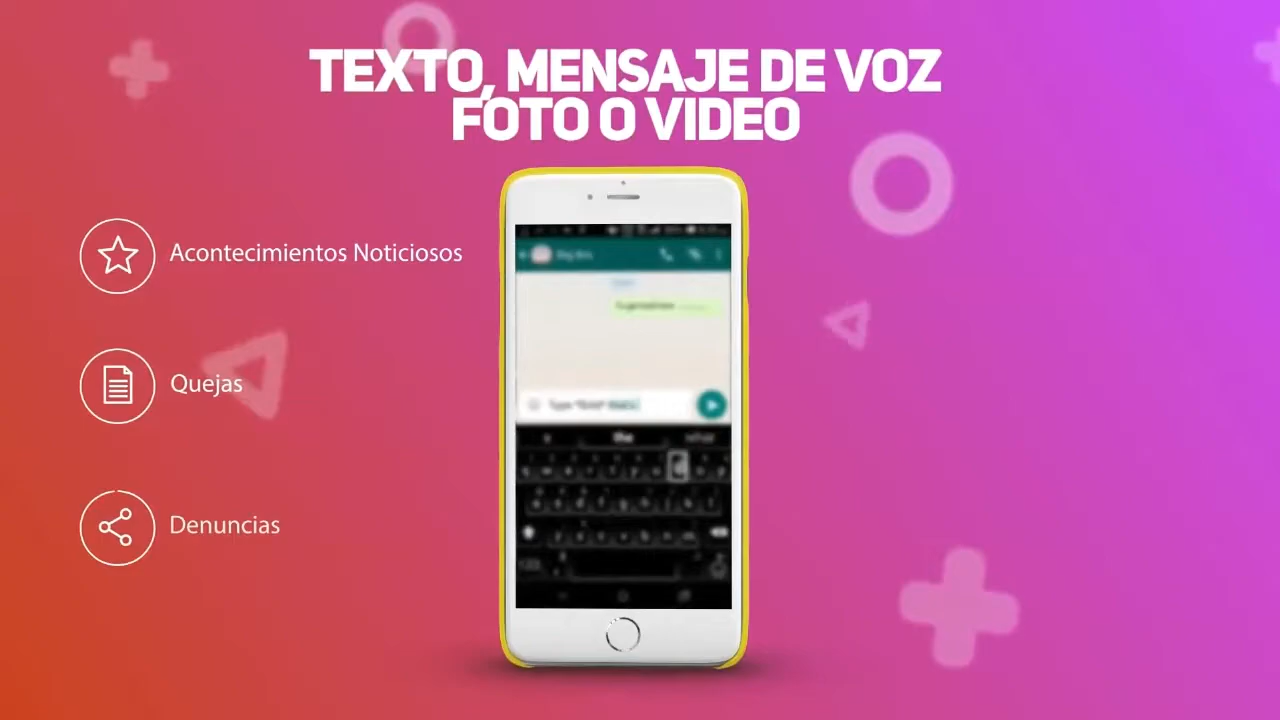 TEXTO, MENSAJE DE VOZ
FOTO O VIDEO
Acontecimientos Noticiosos
Quejas
Denuncias